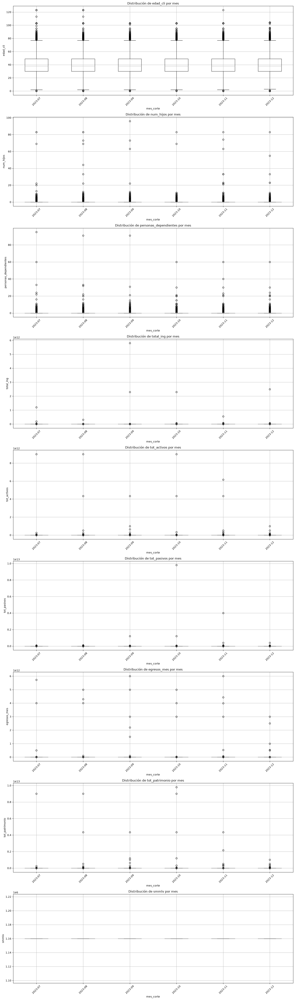 Distribución de edad_cli por mes
120
100
80
60
40
20
0
edad_cli
2023-07 2023-08 2023-09 2023-10 2023-11 2023-12
mes_corte
Distribución de num_hijos por mes
100
80
60
40
20
0
num_hijos
2023-07 2023-08 2023-09 2023-10 2023-11 2023-12
mes_corte
Distribución de personas_dependientes por mes
80
60
40
20
0
personas_dependientes
2023-07 2023-08 2023-09 2023-10 2023-11 2023-12
mes_corte
Distribución de total_ing por mes
1e12
6
5
4
3
2
1
0
total_ing
2023-07 2023-08 2023-09 2023-10 2023-11 2023-12
mes_corte
Distribución de tot_activos por mes
1e12
8
6
4
2
0
tot_activos
2023-07 2023-08 2023-09 2023-10 2023-11 2023-12
mes_corte
Distribución de tot_pasivos por mes
1e13
1.0
0.8
0.6
0.4
0.2
0.0
tot_pasivos
2023-07 2023-08 2023-09 2023-10 2023-11 2023-12
mes_corte
Distribución de egresos_mes por mes
1e12
6
5
4
3
2
1
0
egresos_mes
2023-07 2023-08 2023-09 2023-10 2023-11 2023-12
mes_corte
Distribución de tot_patrimonio por mes
1e13
1.0
0.8
0.6
0.4
0.2
0.0
tot_patrimonio
2023-07 2023-08 2023-09 2023-10 2023-11 2023-12
mes_corte
Distribución de smmlv por mes
1e6
1.22
1.20
1.18
1.16
1.14
1.12
1.10
smmlv
2023-07 2023-08 2023-09 2023-10 2023-11 2023-12
mes_corte